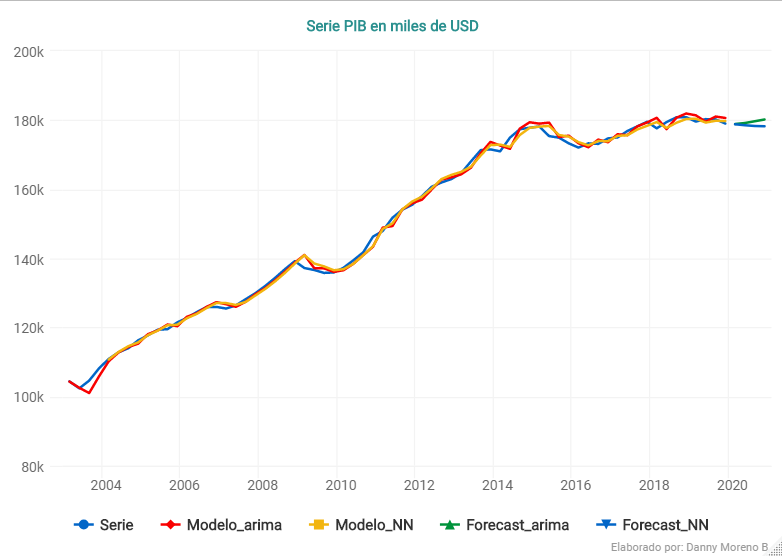 Serie PIB en miles de USD
200k
180k
160k
140k
120k
100k
80k
2004 2006 2008 2010 2012 2014 2016 2018 2020
Serie Modelo_arima Modelo_NN Forecast_arima Forecast_NN
Elaborado por: Danny Moreno B